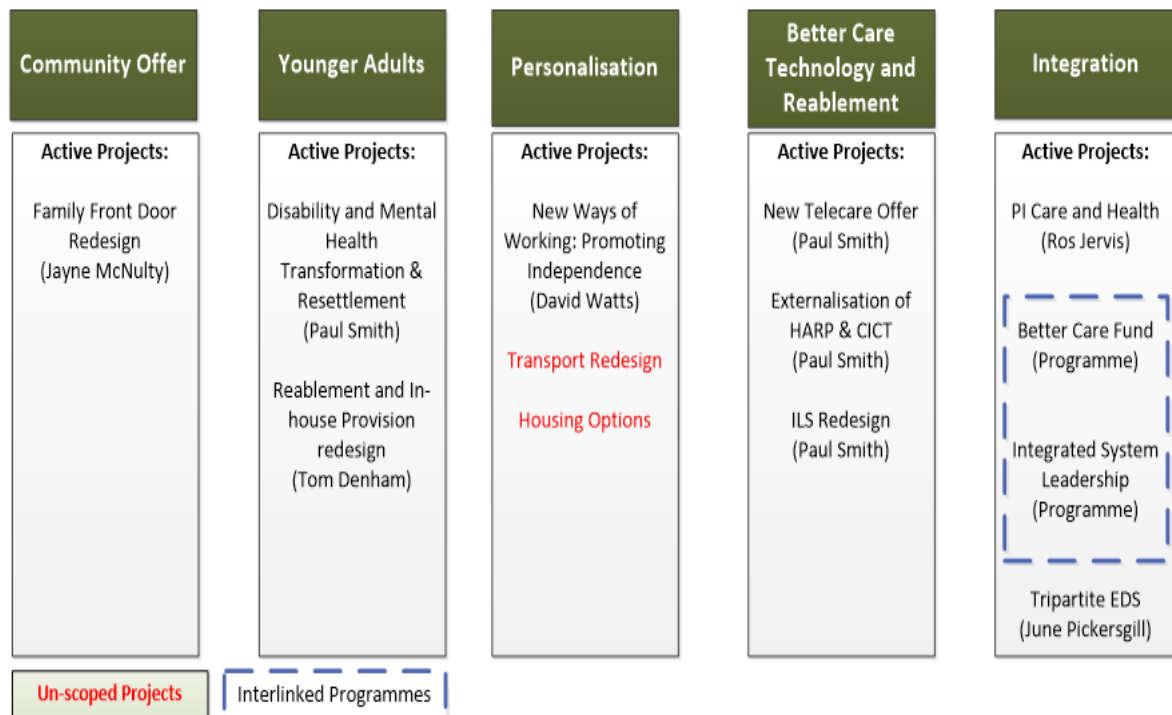 Community Offer
Active Projects:
Family Front Door
Redesign
(Jayne McNulty)
Younger Adults
Active Projects:
Disability and Mental
Health
Transformation &
Resettlement
(Paul Smith)
Reablement and In-
house Provision
redesign
(Tom Denham)
Personalisation
Active Projects:
New Ways of
Working: Promoting
Independence
(David Watts)
Transport Redesign
Housing Options
Better Care
Technology and
Reablement
Active Projects:
New Telecare Offer
(Paul Smith)
Externalisation of
HARP & CICT
(Paul Smith)
ILS Redesign
(Paul Smith)
Integration
Active Projects:
PI Care and Health
(Ros Jervis)
Better Care Fund
(Programme)
Integrated System
Leadership
(Programme)
Tripartite EDS
(June Pickersgill)
Un-scoped Projects
Interlinked Programmes